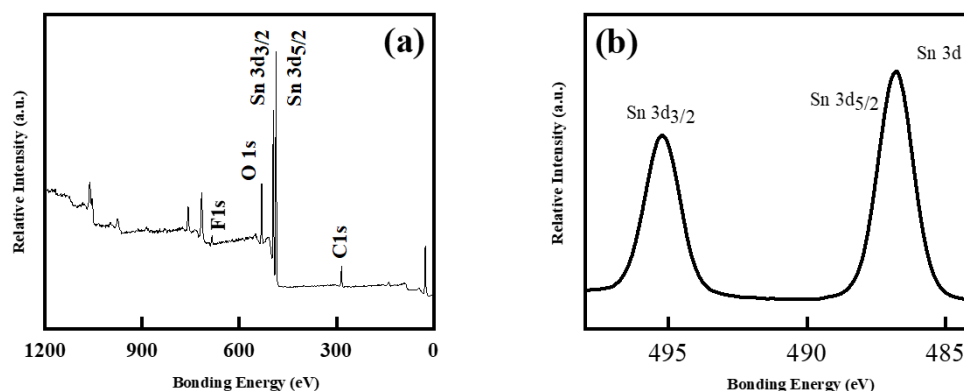 (a)
Relative Intensity (a.u.)
Sn 3d3/2
Sn 3d5/2
O 1s
F1s
C1s
1200
900
600
300
0
Bonding Energy (eV)
(b)
Relative Intensity (a.u.)
Sn 3d
Sn 3d5/2
Sn 3d3/2
495
490
485
Bonding Energy (eV)